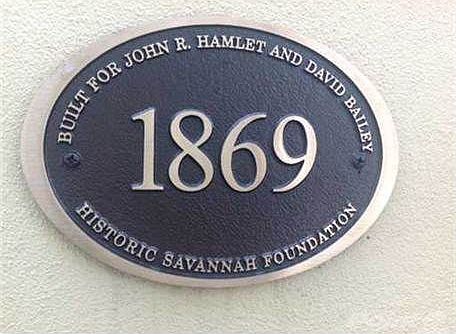 BUILT FOR JOHN R. HAMLET AND DAVID BAILEY
1869
HISTORIC SAVANNAH FOUNDATION